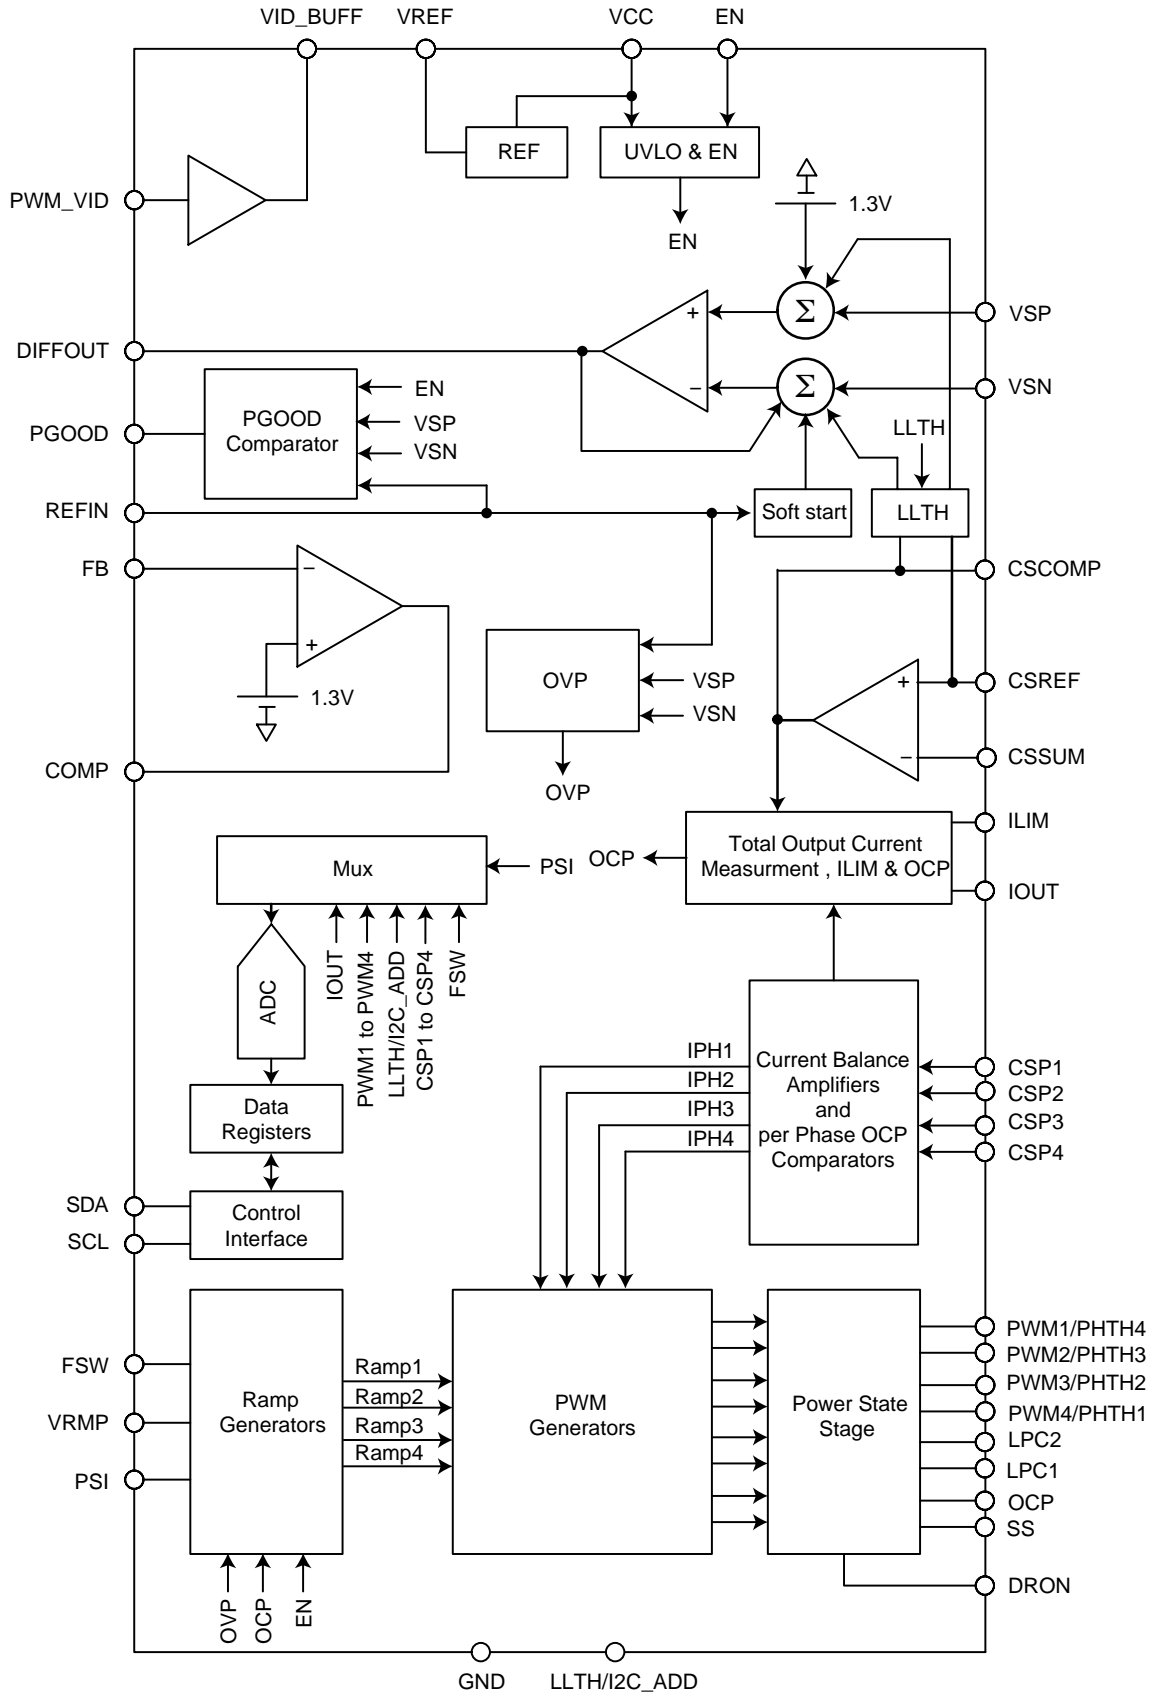 VID_BUFF VREF VCC EN
REF
UVLO & EN
PWM_VID
1.3V
EN
+
Σ
VSP
DIFFOUT
−
Σ
VSN
EN
PGOOD
Comparator
VSP
VSN
PGOOD
LLTH
REFIN
Soft start
LLTH
FB
−
CSCOMP
+
1.3V
OVP
VSP
VSN
+
CSREF
−
CSSUM
COMP
OVP
ILIM
Total Output Current
Measurment , ILIM & OCP
OCP
IOUT
Mux
PSI
IOUT
PWM1 to PWM4
LLTH/I2C_ADD
CSP1 to CSP4
FSW
ADC
IPH1
IPH2
IPH3
IPH4
Current Balance
Amplifiers
and
per Phase OCP
Comparators
CSP1
CSP2
CSP3
CSP4
Data
Registers
SDA
SCL
Control
Interface
FSW
VRMP
PSI
Ramp
Generators
Ramp1
Ramp2
Ramp3
Ramp4
PWM
Generators
Power State
Stage
PWM1/PHTH4
PWM2/PHTH3
PWM3/PHTH2
PWM4/PHTH1
LPC2
LPC1
OCP
SS
DRON
OVP
OCP
EN
GND LLTH/I2C_ADD